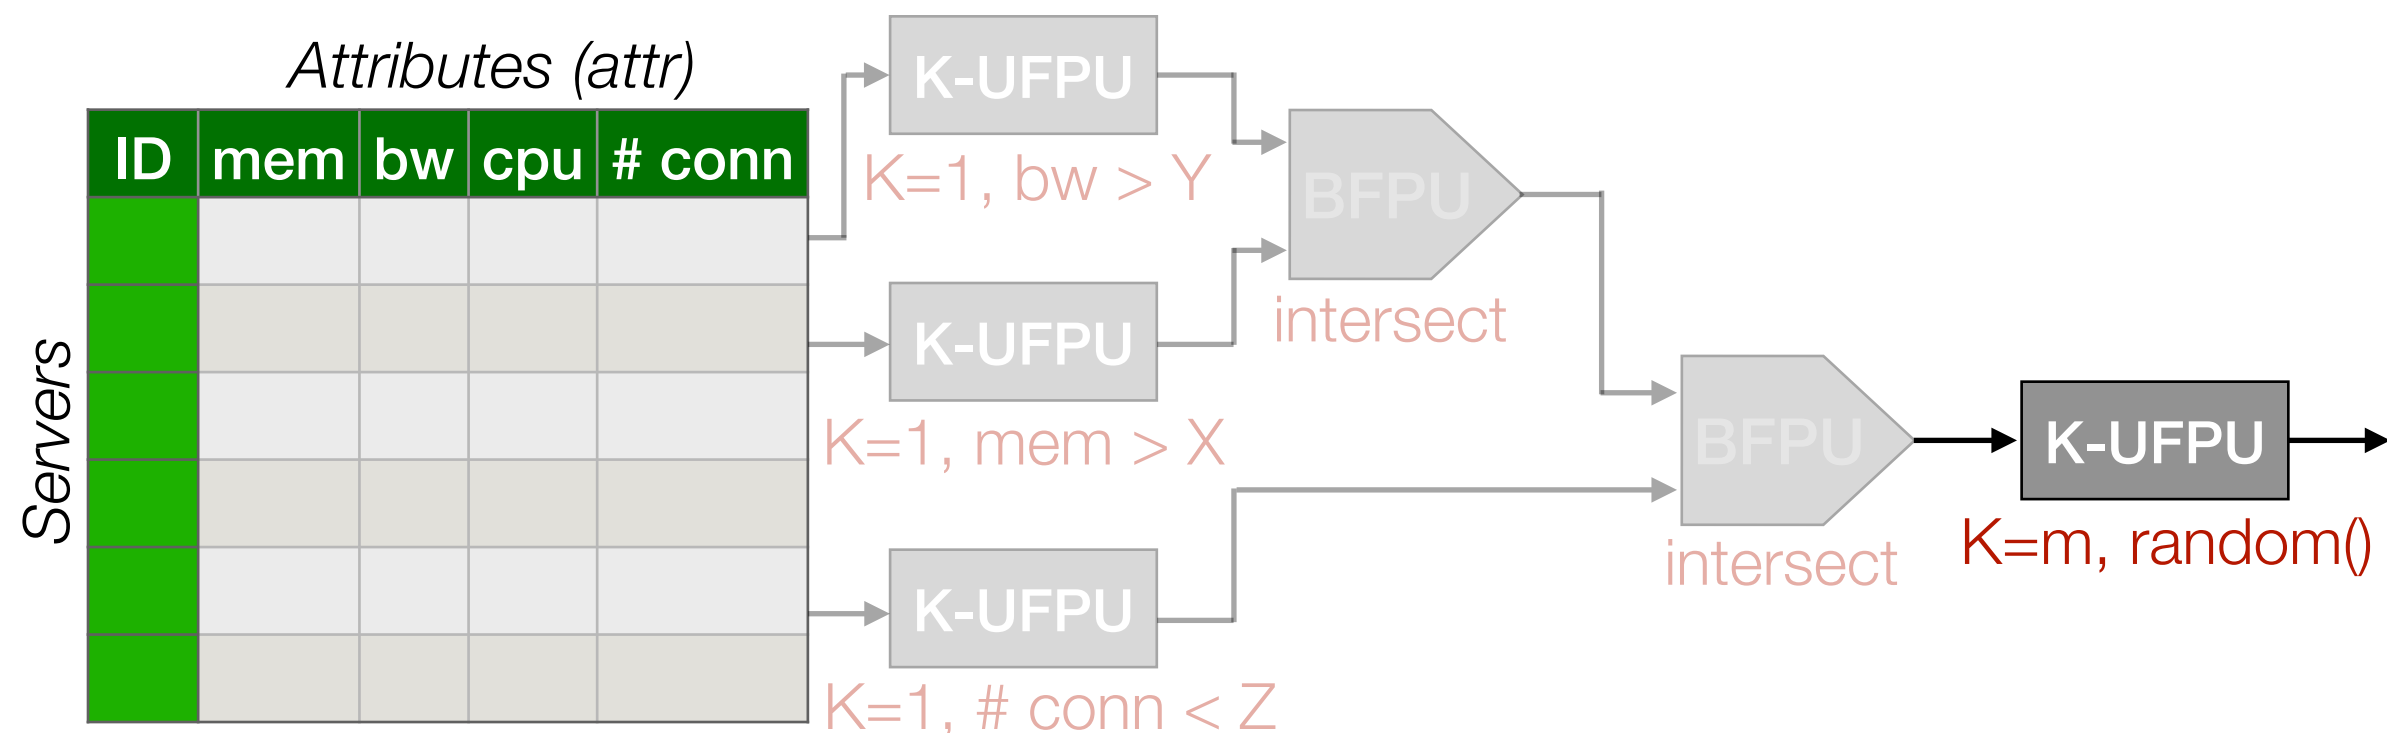 Attributes (attr)
ID mem bw cpu # conn
Servers
K-UFPU
K=1, bw > Y
K-UFPU
K=1, mem > X
K-UFPU
K=1, # conn < Z
BFPU
intersect
BFPU
intersect
K-UFPU
K=m, random()